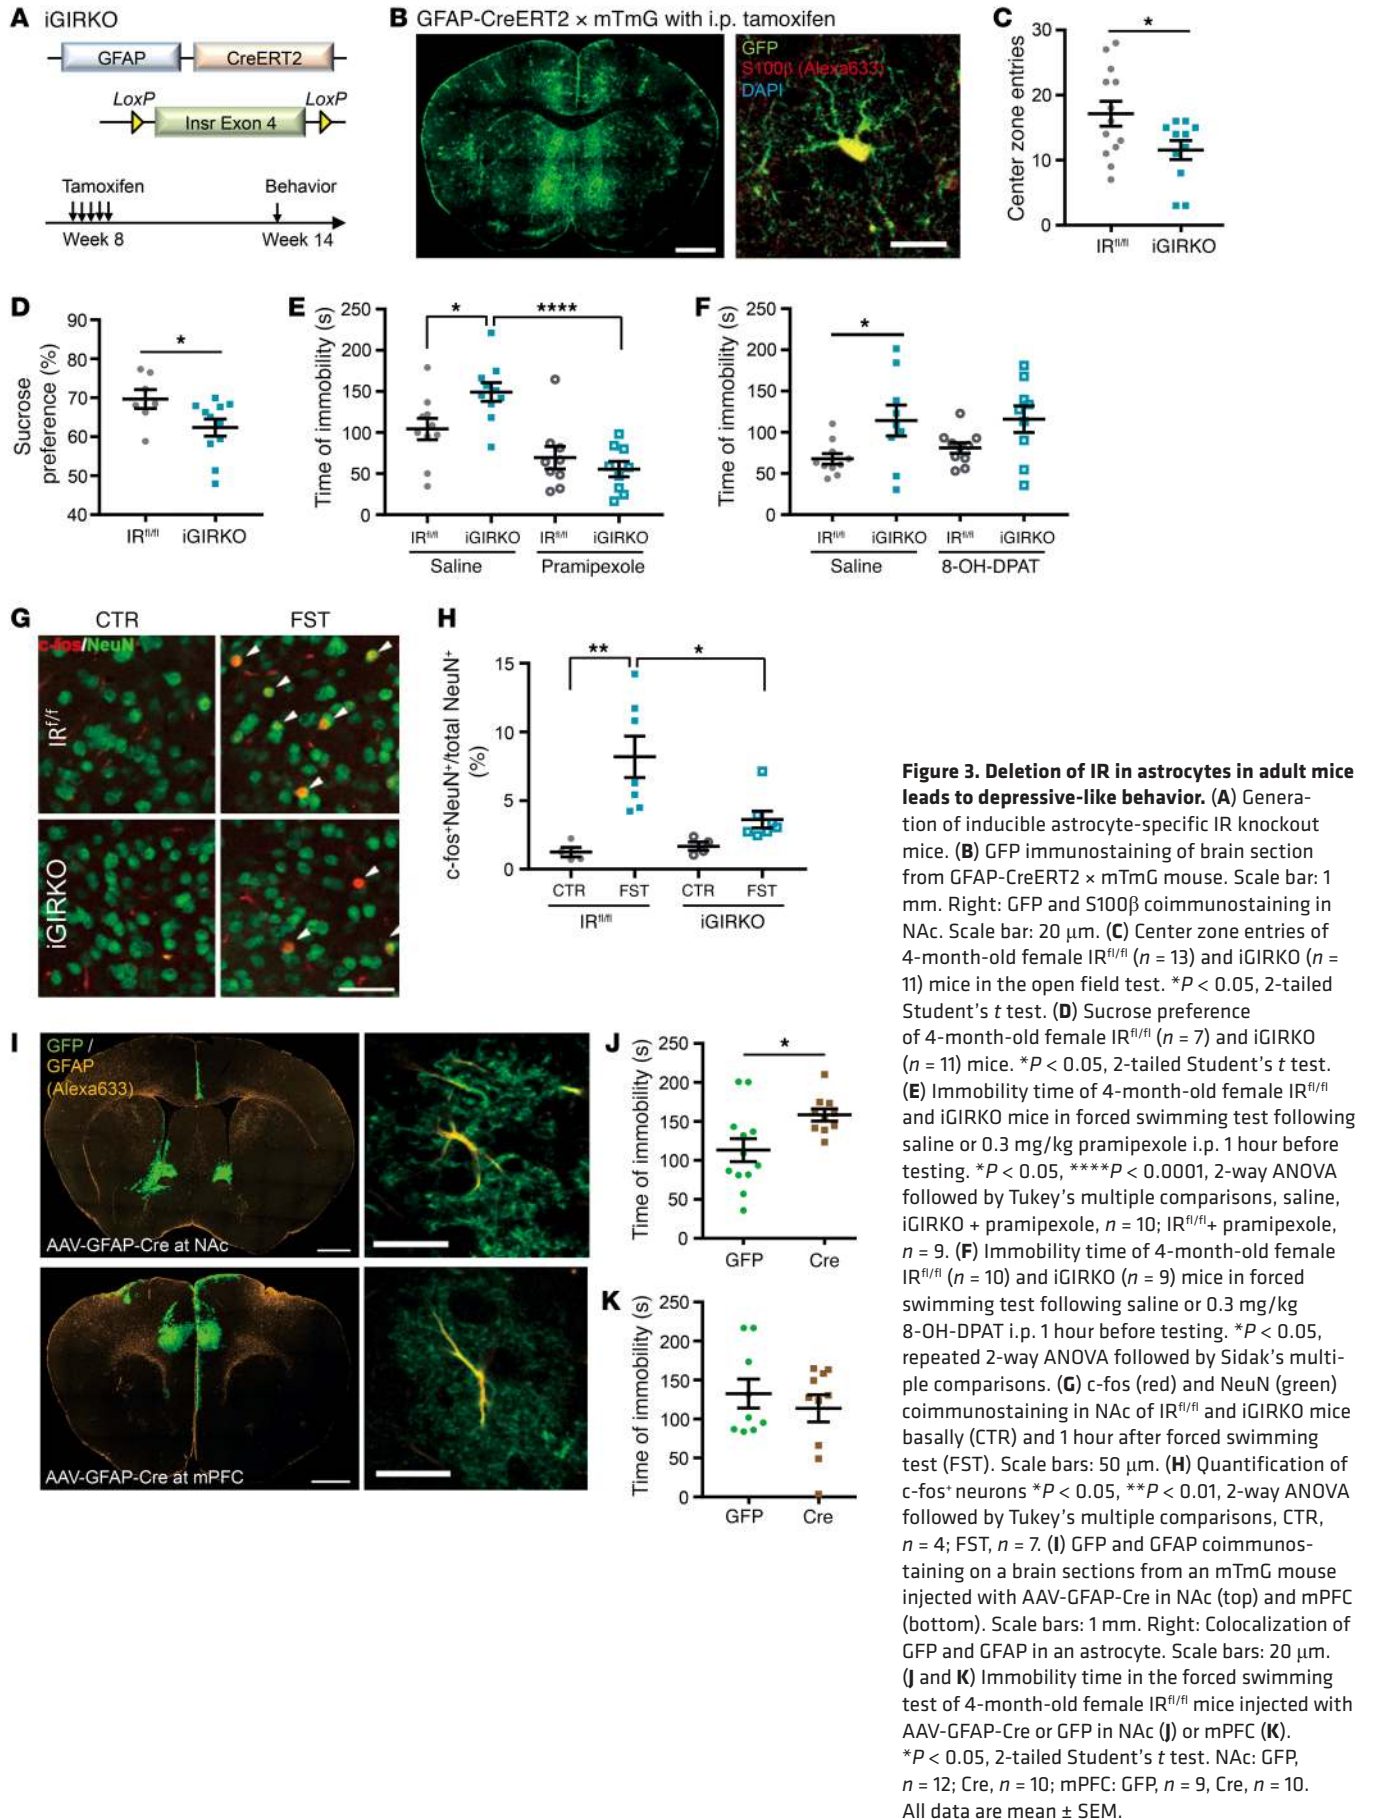 A iGIRKO
GFAP CreERT2
LoxP LoxP
Insr Exon 4
Tamoxifen Behavior
Week 8 Week 14
B GFAP-CreERT2 × mTmG with i.p. tamoxifen
GFP
S100β (Alexa633)
DAPI
C
Center zone entries
30
20
10
0
*
IRfl/fl iGIRKO
D
Sucrose
preference (%)
90
80
70
60
50
40
*
IRfl/fl iGIRKO
E
Time of immobility (s)
250
200
150
100
50
0
* ****
IRfl/fl iGIRKO IRfl/fl iGIRKO
Saline Pramipexole
F
Time of immobility (s)
250
200
150
100
50
0
*
IRfl/fl iGIRKO IRfl/fl iGIRKO
Saline 8-OH-DPAT
G
CTR FST
c-fos/NeuN
IRf/f
iGIRKO
H
c-fos+NeuN+/total NeuN+
(%)
15
10
5
0
** *
CTR FST CTR FST
IRfl/fl iGIRKO
I
GFP /
GFAP
(Alexa633)
AAV-GFAP-Cre at NAc
AAV-GFAP-Cre at mPFC
J
Time of immobility (s)
250
200
150
100
50
0
*
GFP Cre
K
Time of immobility (s)
250
200
150
100
50
0
GFP Cre
Figure 3. Deletion of IR in astrocytes in adult mice
leads to depressive-like behavior. (A) Genera-
tion of inducible astrocyte-specific IR knockout
mice. (B) GFP immunostaining of brain section
from GFAP-CreERT2 × mTmG mouse. Scale bar: 1
mm. Right: GFP and S100β coimmunostaining in
NAc. Scale bar: 20 μm. (C) Center zone entries of
4-month-old female IRfl/fl (n = 13) and iGIRKO (n =
11) mice in the open field test. *P < 0.05, 2-tailed
Student's t test. (D) Sucrose preference
of 4-month-old female IRfl/fl (n = 7) and iGIRKO
(n = 11) mice. *P < 0.05, 2-tailed Student's t test.
(E) Immobility time of 4-month-old female IRfl/fl
and iGIRKO mice in forced swimming test following
saline or 0.3 mg/kg pramipexole i.p. 1 hour before
testing. *P < 0.05, ****P < 0.0001, 2-way ANOVA
followed by Tukey's multiple comparisons, saline,
iGIRKO + pramipexole, n = 10; IRfl/fl+ pramipexole,
n = 9. (F) Immobility time of 4-month-old female
IRfl/fl (n = 10) and iGIRKO (n = 9) mice in forced
swimming test following saline or 0.3 mg/kg
8-OH-DPAT i.p. 1 hour before testing. *P < 0.05,
repeated 2-way ANOVA followed by Sidak's multi-
ple comparisons. (G) c-fos (red) and NeuN (green)
coimmunostaining in NAc of IRfl/fl and iGIRKO mice
basally (CTR) and 1 hour after forced swimming
test (FST). Scale bars: 50 μm. (H) Quantification of
c-fos+ neurons *P < 0.05, **P < 0.01, 2-way ANOVA
followed by Tukey's multiple comparisons, CTR,
n = 4; FST, n = 7. (I) GFP and GFAP coimmunos-
taining on a brain sections from an mTmG mouse
injected with AAV-GFAP-Cre in NAc (top) and mPFC
(bottom). Scale bars: 1 mm. Right: Colocalization of
GFP and GFAP in an astrocyte. Scale bars: 20 μm.
(J and K) Immobility time in the forced swimming
test of 4-month-old female IRfl/fl mice injected with
AAV-GFAP-Cre or GFP in NAc (J) or mPFC (K).
*P < 0.05, 2-tailed Student's t test. NAc: GFP,
n = 12; Cre, n = 10; mPFC: GFP, n = 9, Cre, n = 10.
All data are mean ± SEM.